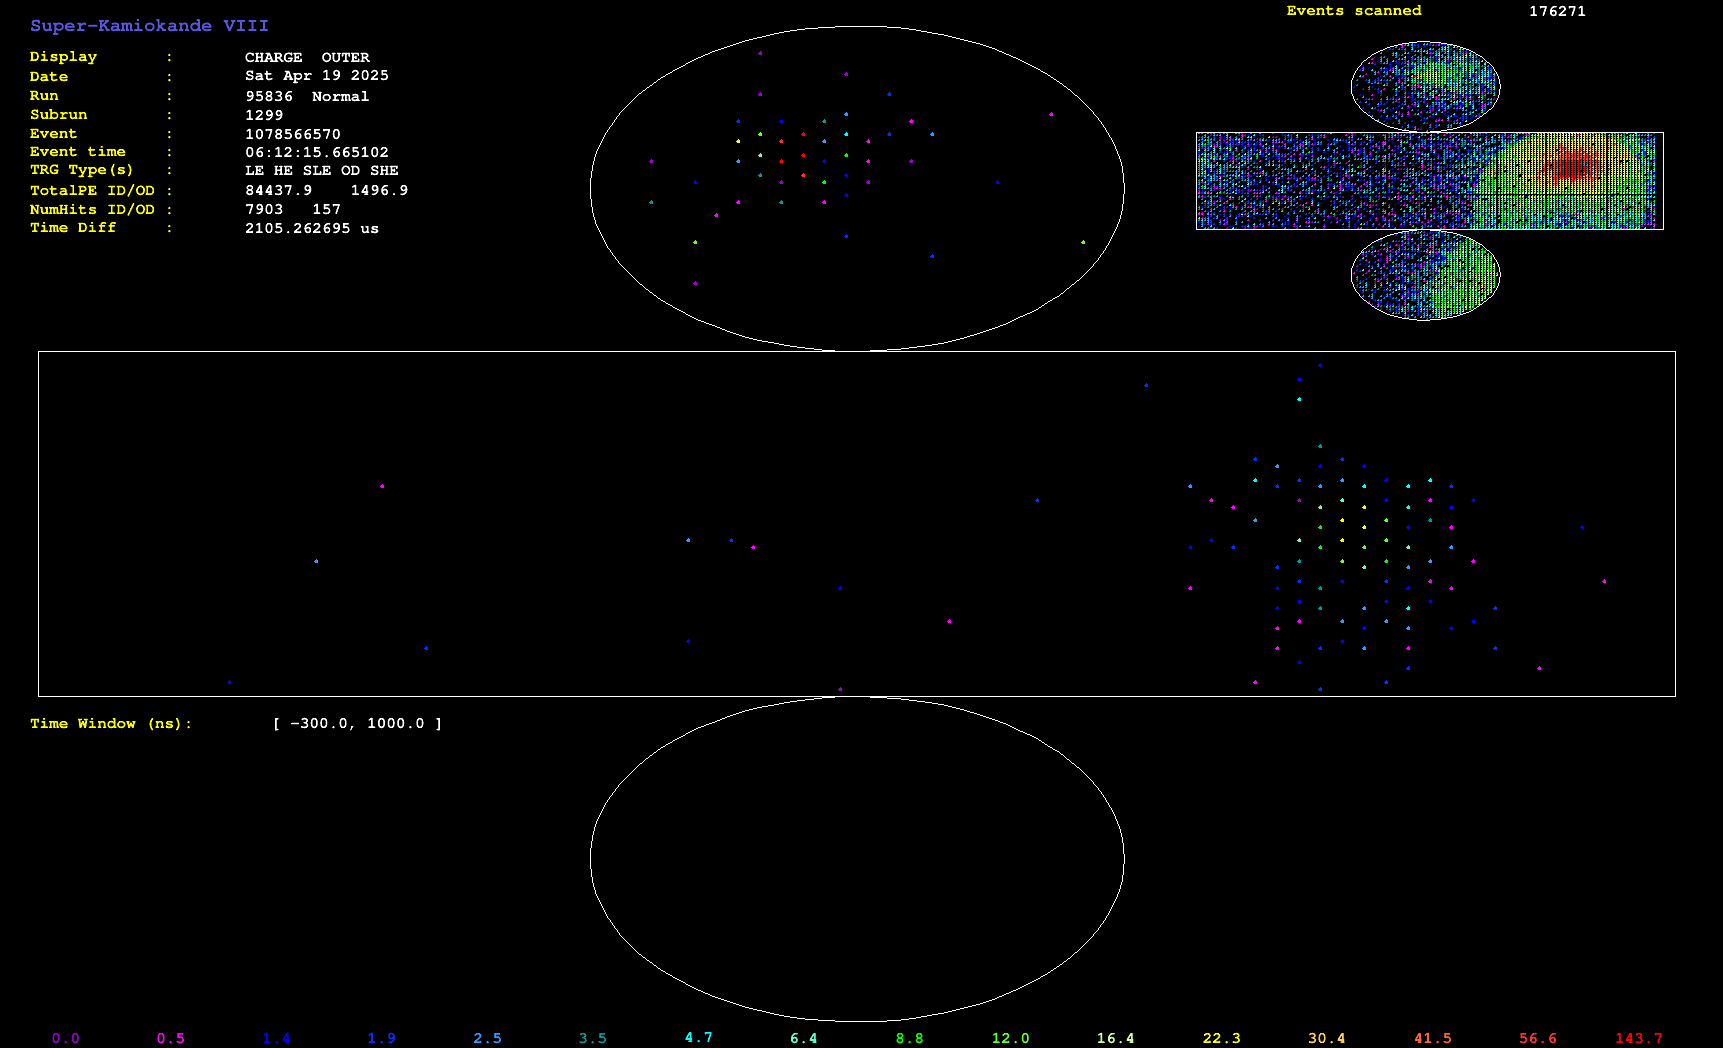 Super-Kamiokande VIII
Events scanned 176271
Display : CHARGE OUTER
Date : Sat Apr 19 2025
Run : 95836 Normal
Subrun : 1299
Event : 1078566570
Event time : 06:12:15.665102
TRG Type(s) : LE HE SLE OD SHE
TotalPE ID/OD : 84437.9 1496.9
NumHits ID/OD : 7903 157
Time Diff : 2105.262695 us
Time Window (ns): [ -300.0, 1000.0 ]
0.0 0.5 1.4 1.9 2.5 3.5 4.7 6.4 8.8 12.0 16.4 22.3 30.4 41.5 56.6 143.7